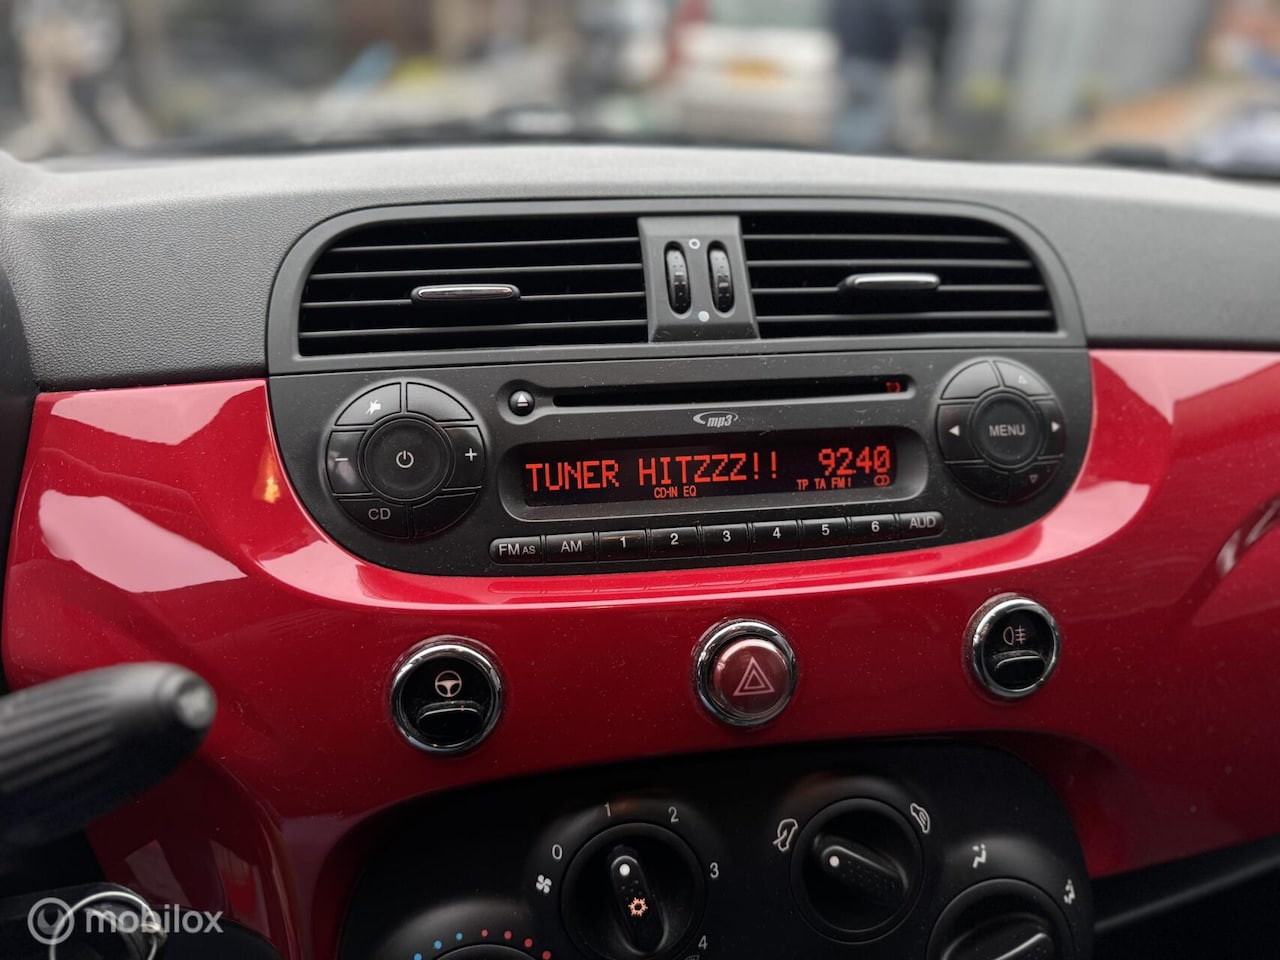 mp3
TUNER HITZZZ!! 9240
CD-IN EQ TP TA FM1 CD
MENU
CD
FM AS AM 1 2 3 4 5 6 AUD
0 1 2 3 4
mobilox